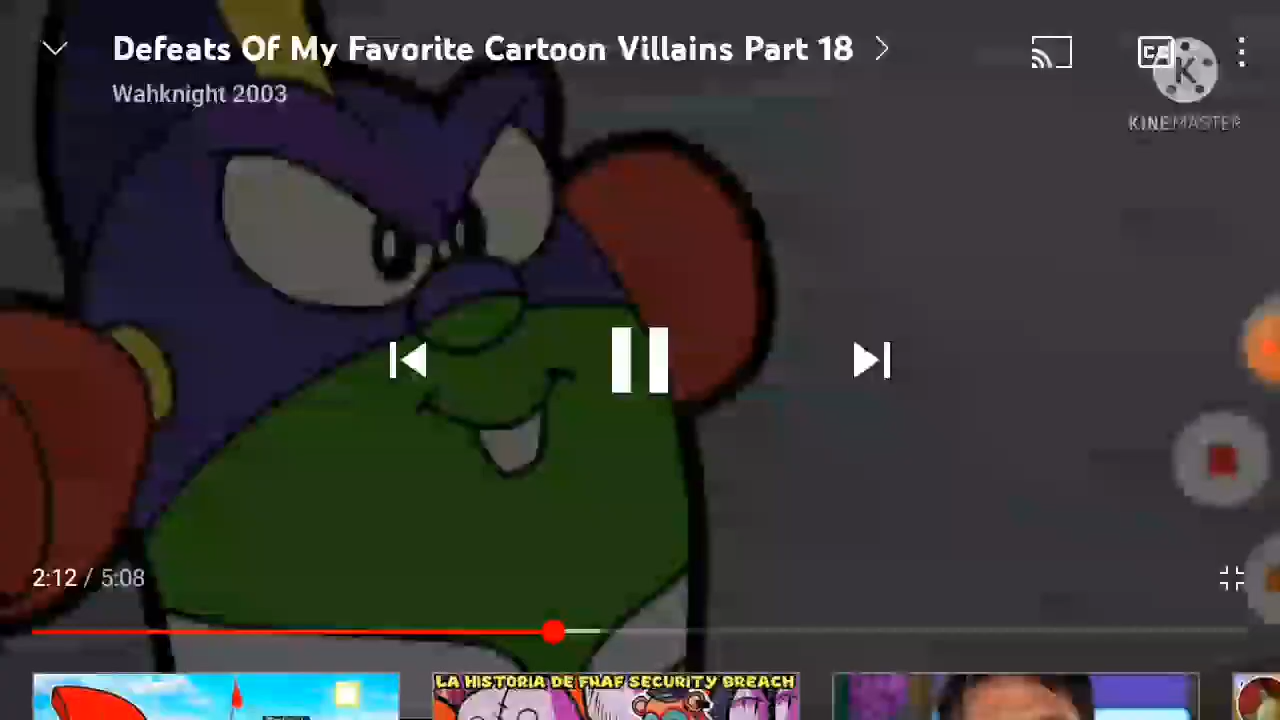 Defeats Of My Favorite Cartoon Villains Part 18
Wahknight 2003
CC
K
KINEMASTER
2:12 / 5:08
LA HISTORIA DE FNAF SECURITY BREACH